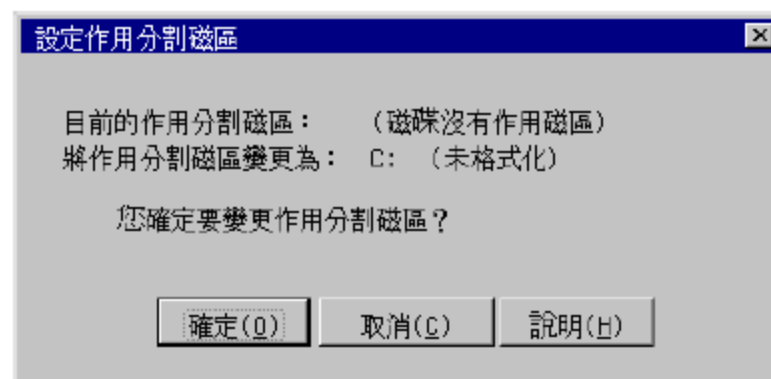 設定作用分割磁區
目前的作用分割磁區： （磁碟沒有作用磁區）
將作用分割磁區變更為： C: （未格式化）
您確定要變更作用分割磁區？
確定(O) 取消(C) 說明(H)